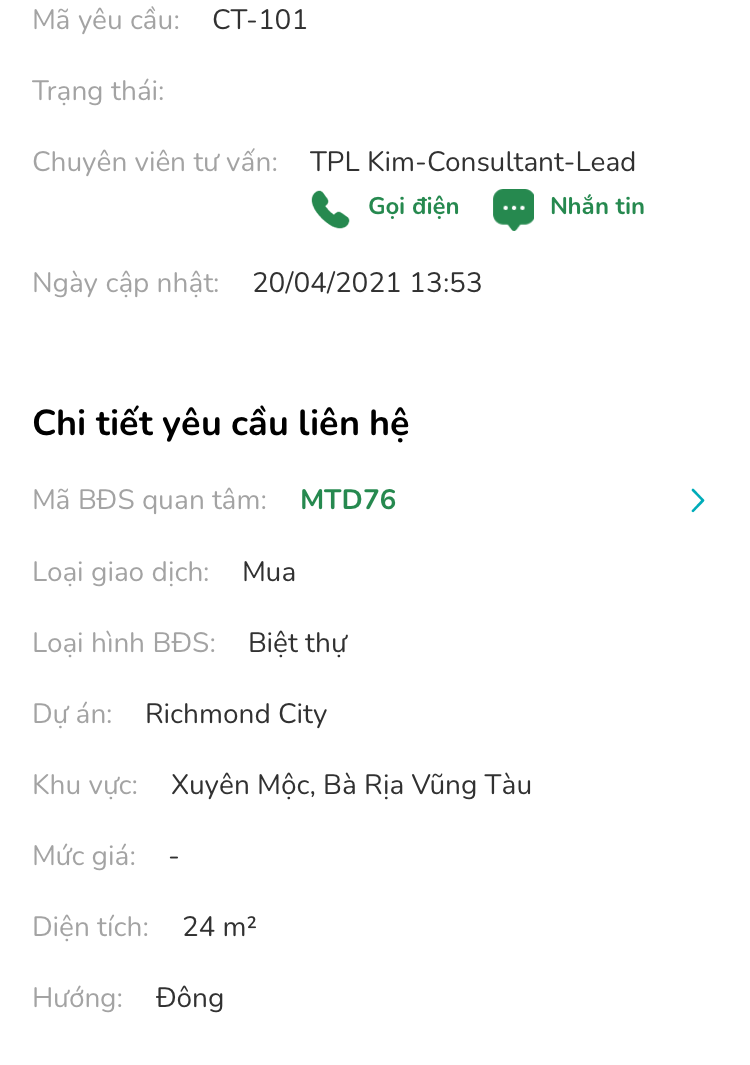 Mã yêu cầu: CT-101
Trạng thái:
Chuyên viên tư vấn: TPL Kim-Consultant-Lead
Gọi điện Nhắn tin
Ngày cập nhật: 20/04/2021 13:53
Chi tiết yêu cầu liên hệ
Mã BĐS quan tâm: MTD76
Loại giao dịch: Mua
Loại hình BĐS: Biệt thự
Dự án: Richmond City
Khu vực: Xuyên Mộc, Bà Rịa Vũng Tàu
Mức giá: -
Diện tích: 24 m²
Hướng: Đông